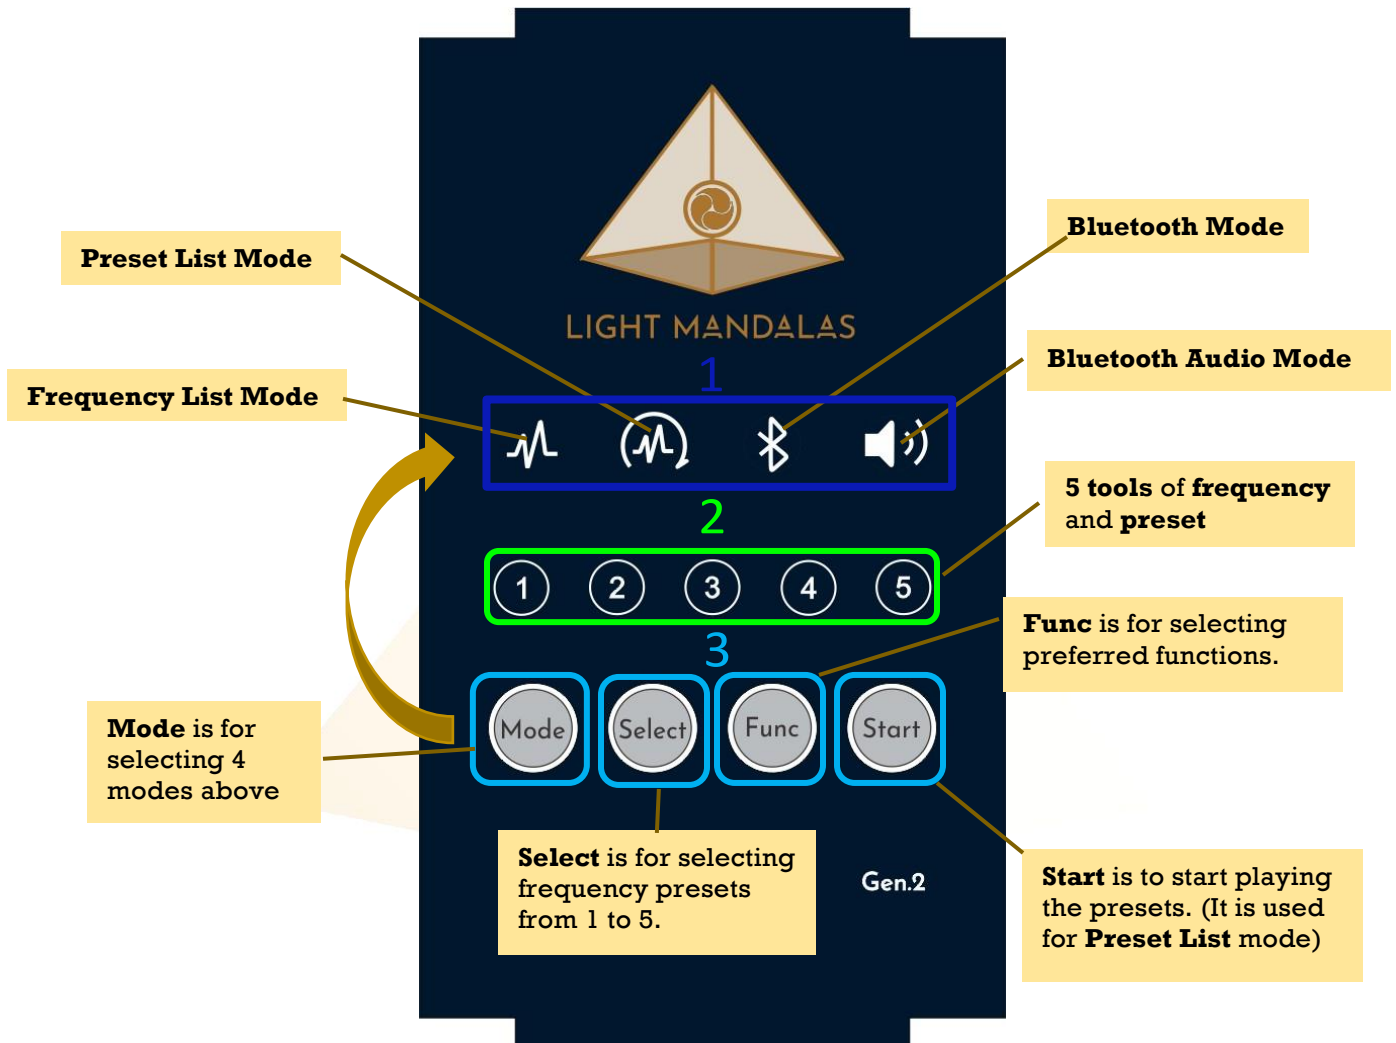 LIGHT MANDALAS
Preset List Mode
Bluetooth Mode
Frequency List Mode
Bluetooth Audio Mode
1
2
5 tools of frequency
and preset
1 2 3 4 5
3
Func is for selecting
preferred functions.
Mode Select Func Start
Mode is for
selecting 4
modes above
Select is for selecting
frequency presets
from 1 to 5.
Gen.2
Start is to start playing
the presets. (It is used
for Preset List mode)